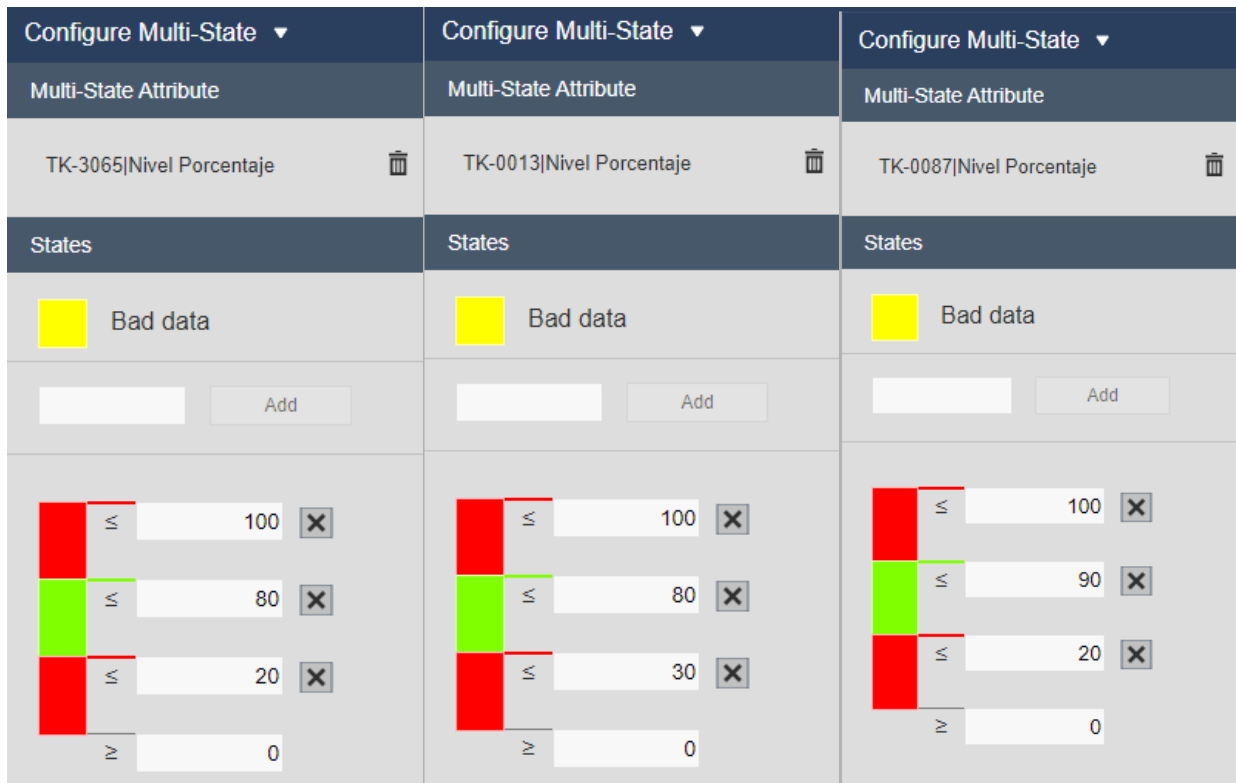 Configure Multi-State ▼
Multi-State Attribute
TK-3065|Nivel Porcentaje
States
Bad data
Add
≤ 100
≤ 80
≤ 20
≥ 0
Configure Multi-State ▼
Multi-State Attribute
TK-0013|Nivel Porcentaje
States
Bad data
Add
≤ 100
≤ 80
≤ 30
≥ 0
Configure Multi-State ▼
Multi-State Attribute
TK-0087|Nivel Porcentaje
States
Bad data
Add
≤ 100
≤ 90
≤ 20
≥ 0